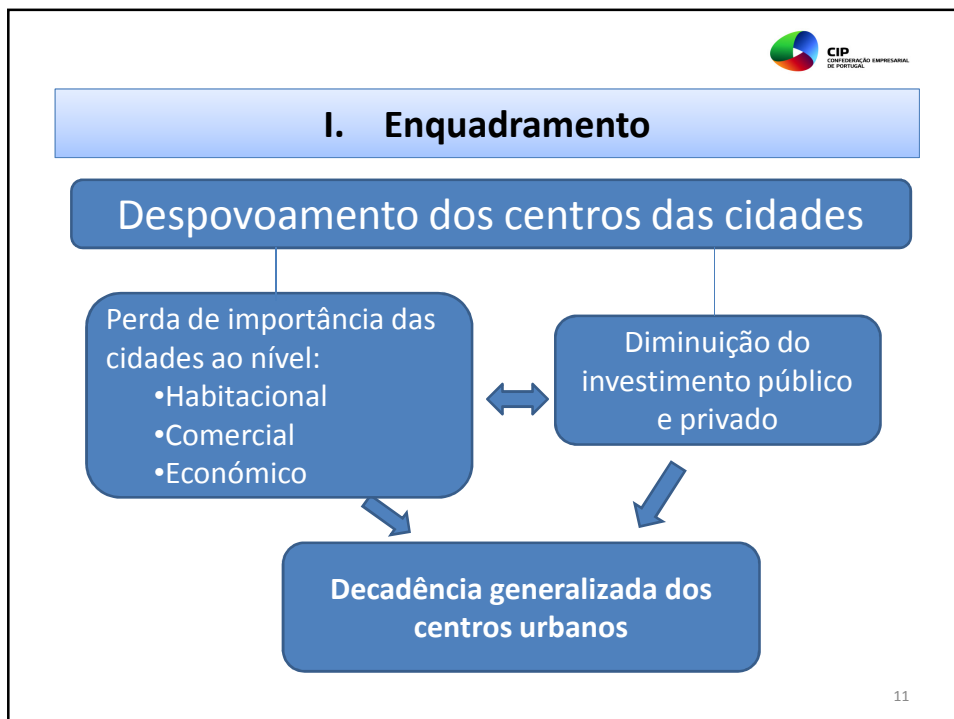 CIP
CONFEDERAÇÃO EMPRESARIAL
DE PORTUGAL
I. Enquadramento
Despovoamento dos centros das cidades
Perda de importância das
cidades ao nível:
•Habitacional
•Comercial
•Económico
Diminuição do
investimento público
e privado
Decadência generalizada dos
centros urbanos
11